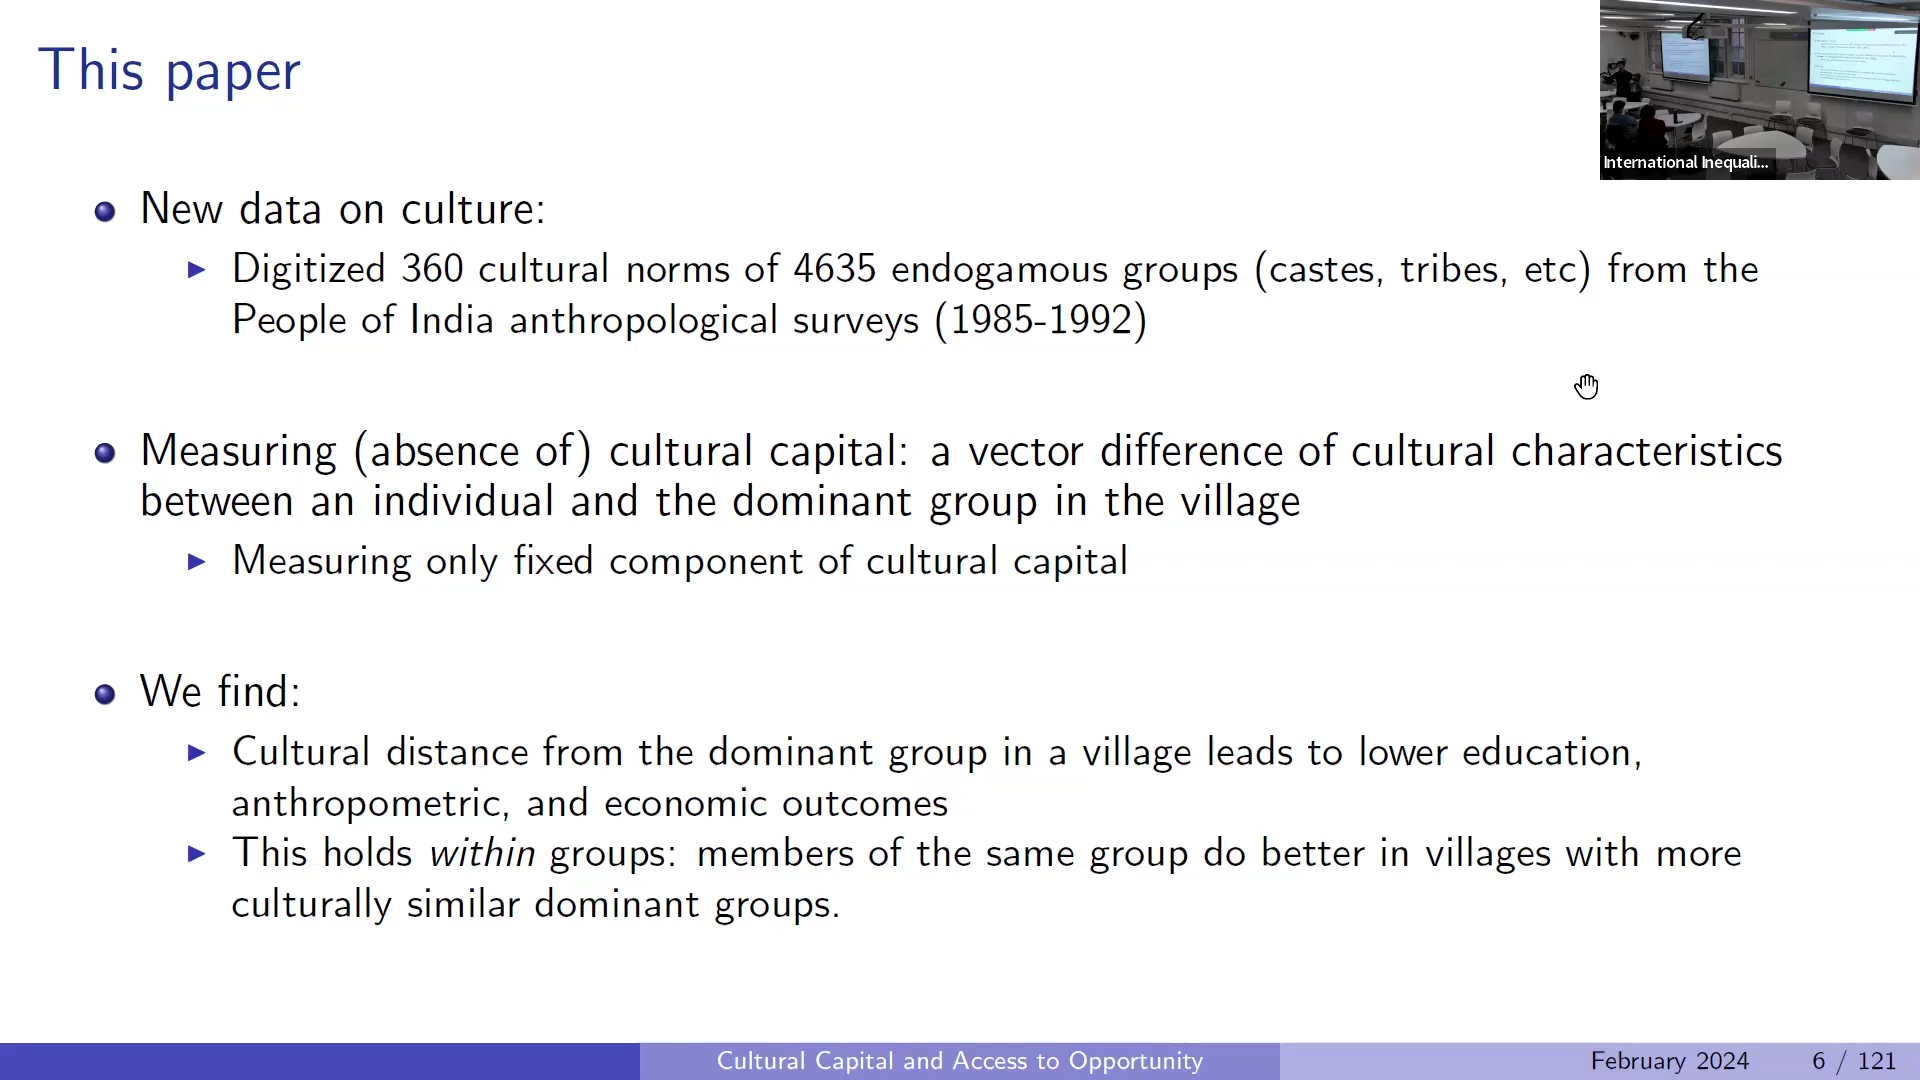 This paper
International Inequali...
New data on culture:
Digitized 360 cultural norms of 4635 endogamous groups (castes, tribes, etc) from the
People of India anthropological surveys (1985-1992)
Measuring (absence of) cultural capital: a vector difference of cultural characteristics
between an individual and the dominant group in the village
Measuring only fixed component of cultural capital
We find:
Cultural distance from the dominant group in a village leads to lower education,
anthropometric, and economic outcomes
This holds within groups: members of the same group do better in villages with more
culturally similar dominant groups.
Cultural Capital and Access to Opportunity
February 2024
6 / 121